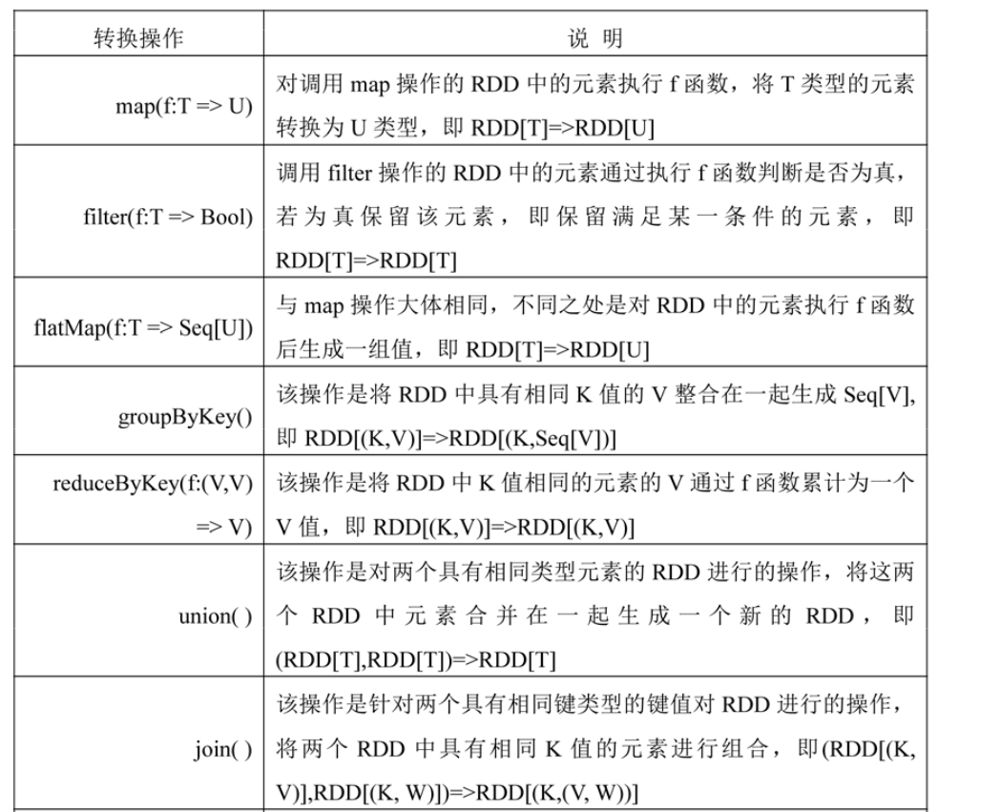 转换操作 说 明
map(f:T => U)
对调用 map 操作的 RDD 中的元素执行 f 函数，将 T 类型的元素
转换为 U 类型，即 RDD[T]=>RDD[U]
filter(f:T => Bool)
调用 filter 操作的 RDD 中的元素通过执行 f 函数判断是否为真，
若为真保留该元素，即保留满足某一条件的元素，即
RDD[T]=>RDD[T]
flatMap(f:T => Seq[U])
与 map 操作大体相同，不同之处是对 RDD 中的元素执行 f 函数
后生成一组值，即 RDD[T]=>RDD[U]
groupByKey()
该操作是将 RDD 中具有相同 K 值的 V 整合在一起生成 Seq[V],
即 RDD[(K,V)]=>RDD[(K,Seq[V])]
reduceByKey(f:(V,V)
=> V)
该操作是将 RDD 中 K 值相同的元素的 V 通过 f 函数累计为一个
V 值，即 RDD[(K,V)]=>RDD[(K,V)]
union( )
该操作是对两个具有相同类型元素的 RDD 进行的操作，将这两
个 RDD 中元素合并在一起生成一个新的 RDD，即
(RDD[T],RDD[T])=>RDD[T]
join( )
该操作是针对两个具有相同键类型的键值对 RDD 进行的操作，
将两个 RDD 中具有相同 K 值的元素进行组合，即(RDD[(K,
V)],RDD[(K, W)])=>RDD[(K,(V, W))]